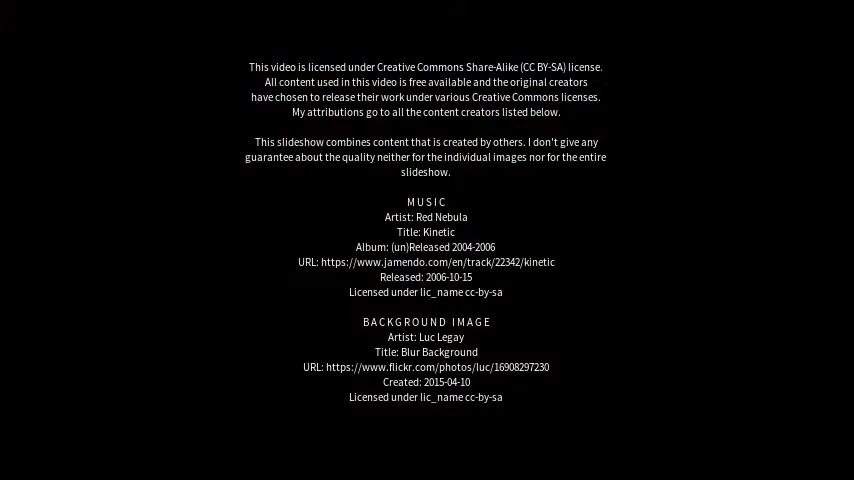 This video is licensed under Creative Commons Share-Alike (CC BY-SA) license.
All content used in this video is free available and the original creators
have chosen to release their work under various Creative Commons licenses.
My attributions go to all the content creators listed below.
This slideshow combines content that is created by others. I don't give any
guarantee about the quality neither for the individual images nor for the entire
slideshow.
MUSIC
Artist: Red Nebula
Title: Kinetic
Album: (un)Released 2004-2006
URL: https://www.jamendo.com/en/track/22342/kinetic
Released: 2006-10-15
Licensed under lic_name cc-by-sa
BACKGROUND IMAGE
Artist: Luc Legay
Title: Blur Background
URL: https://www.flickr.com/photos/luc/16908297230
Created: 2015-04-10
Licensed under lic_name cc-by-sa